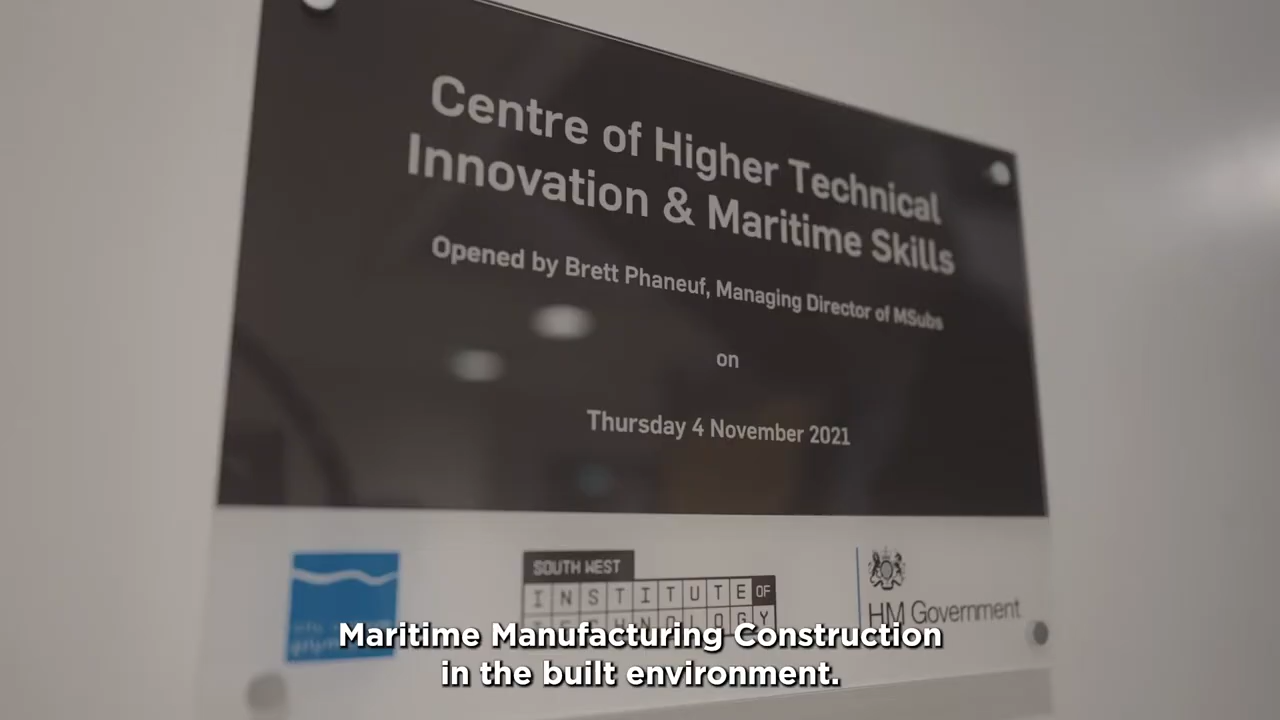 Centre of Higher Technical
Innovation & Maritime Skills
Opened by Brett Phaneuf, Managing Director of MSubs
on
Thursday 4 November 2021
SOUTH WEST
INSTITUTE OF
TECHNOLOGY
HM Government
Maritime Manufacturing Construction
in the built environment.